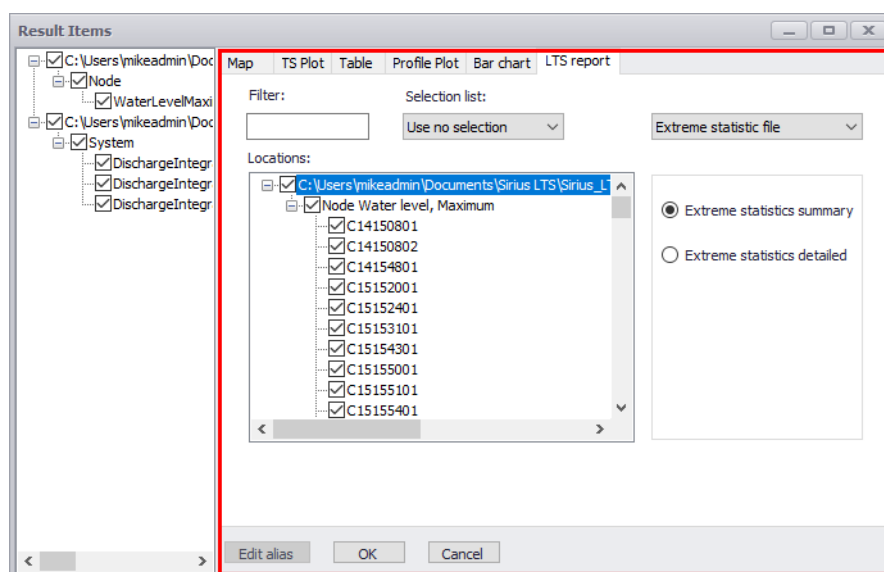 Result Items
C:\Users\mikeadmin\Doc
Node
WaterLevelMaxi
C:\Users\mikeadmin\Doc
System
DischargeIntegr
DischargeIntegr
DischargeIntegr
Map TS Plot Table Profile Plot Bar chart LTS report
Filter: Selection list:
Use no selection Extreme statistic file
Locations:
C:\Users\mikeadmin\Documents\Sirius LTS\Sirius_LT
Node Water level, Maximum
C14150801
C14150802
C14154801
C15152001
C15152401
C15153101
C15154301
C15155001
C15155101
C15155401
Extreme statistics summary
Extreme statistics detailed
Edit alias OK Cancel